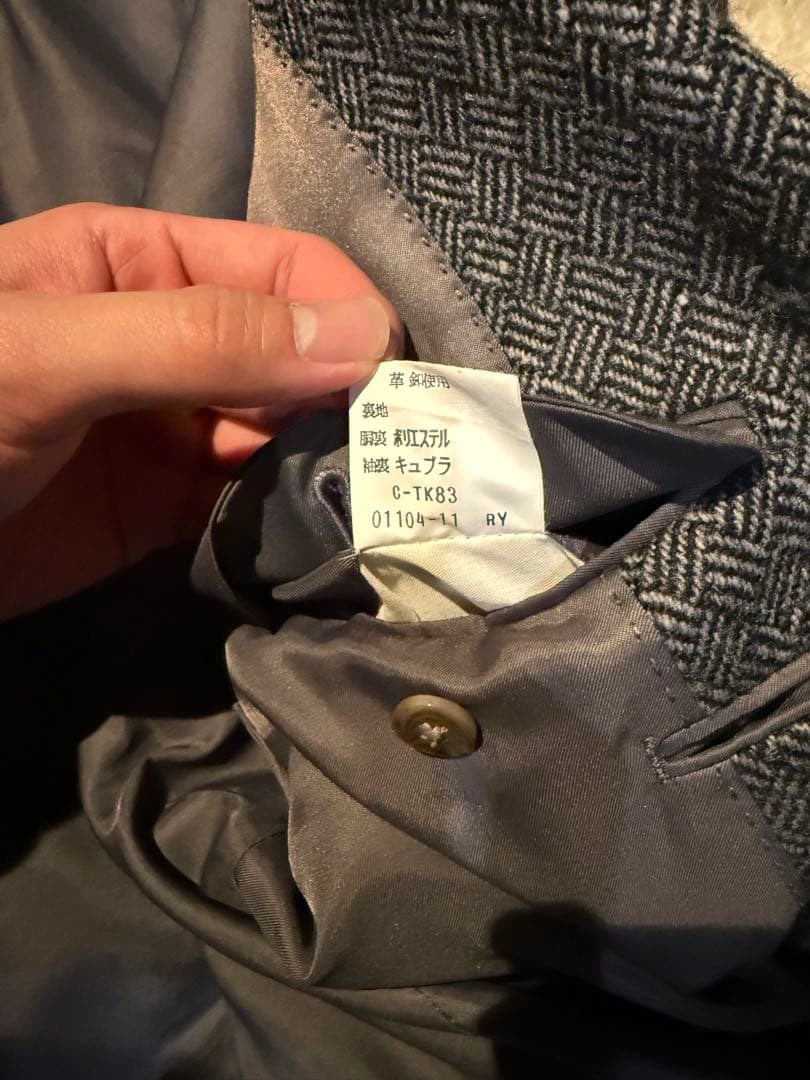 革 釦使用
裏地
胴裏 ポリエステル
袖裏 キュプラ
C-TK83
01104-11 RY